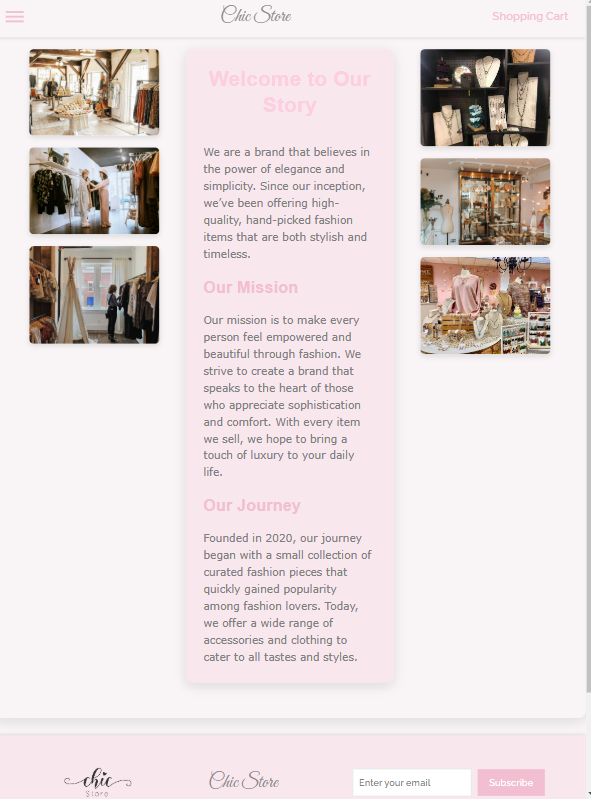 Chic Store
Shopping Cart
Welcome to Our
Story
We are a brand that believes in
the power of elegance and
simplicity. Since our inception,
we've been offering high-
quality, hand-picked fashion
items that are both stylish and
timeless.
Our Mission
Our mission is to make every
person feel empowered and
beautiful through fashion. We
strive to create a brand that
speaks to the heart of those
who appreciate sophistication
and comfort. With every item
we sell, we hope to bring a
touch of luxury to your daily
life.
Our Journey
Founded in 2020, our journey
began with a small collection of
curated fashion pieces that
quickly gained popularity
among fashion lovers. Today,
we offer a wide range of
accessories and clothing to
cater to all tastes and styles.
chic
Store
Chic Store
Enter your email
Subscribe